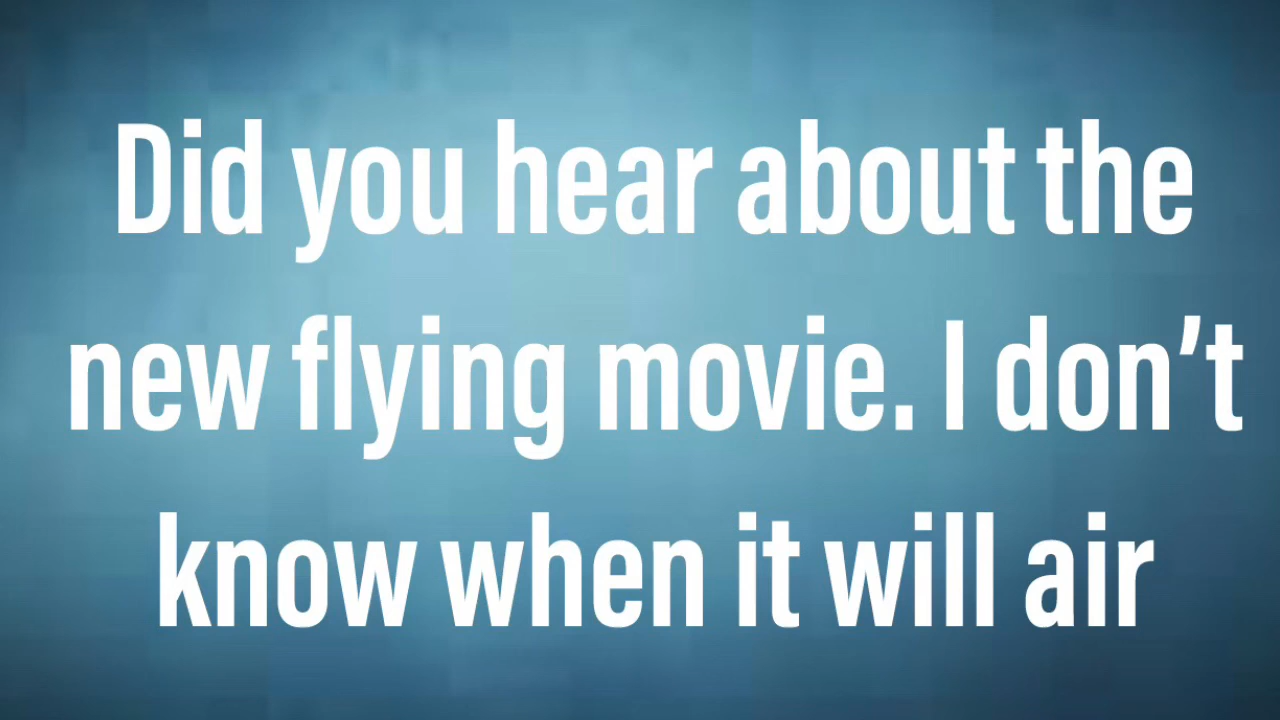 Did you hear about the
new flying movie. I don’t
know when it will air